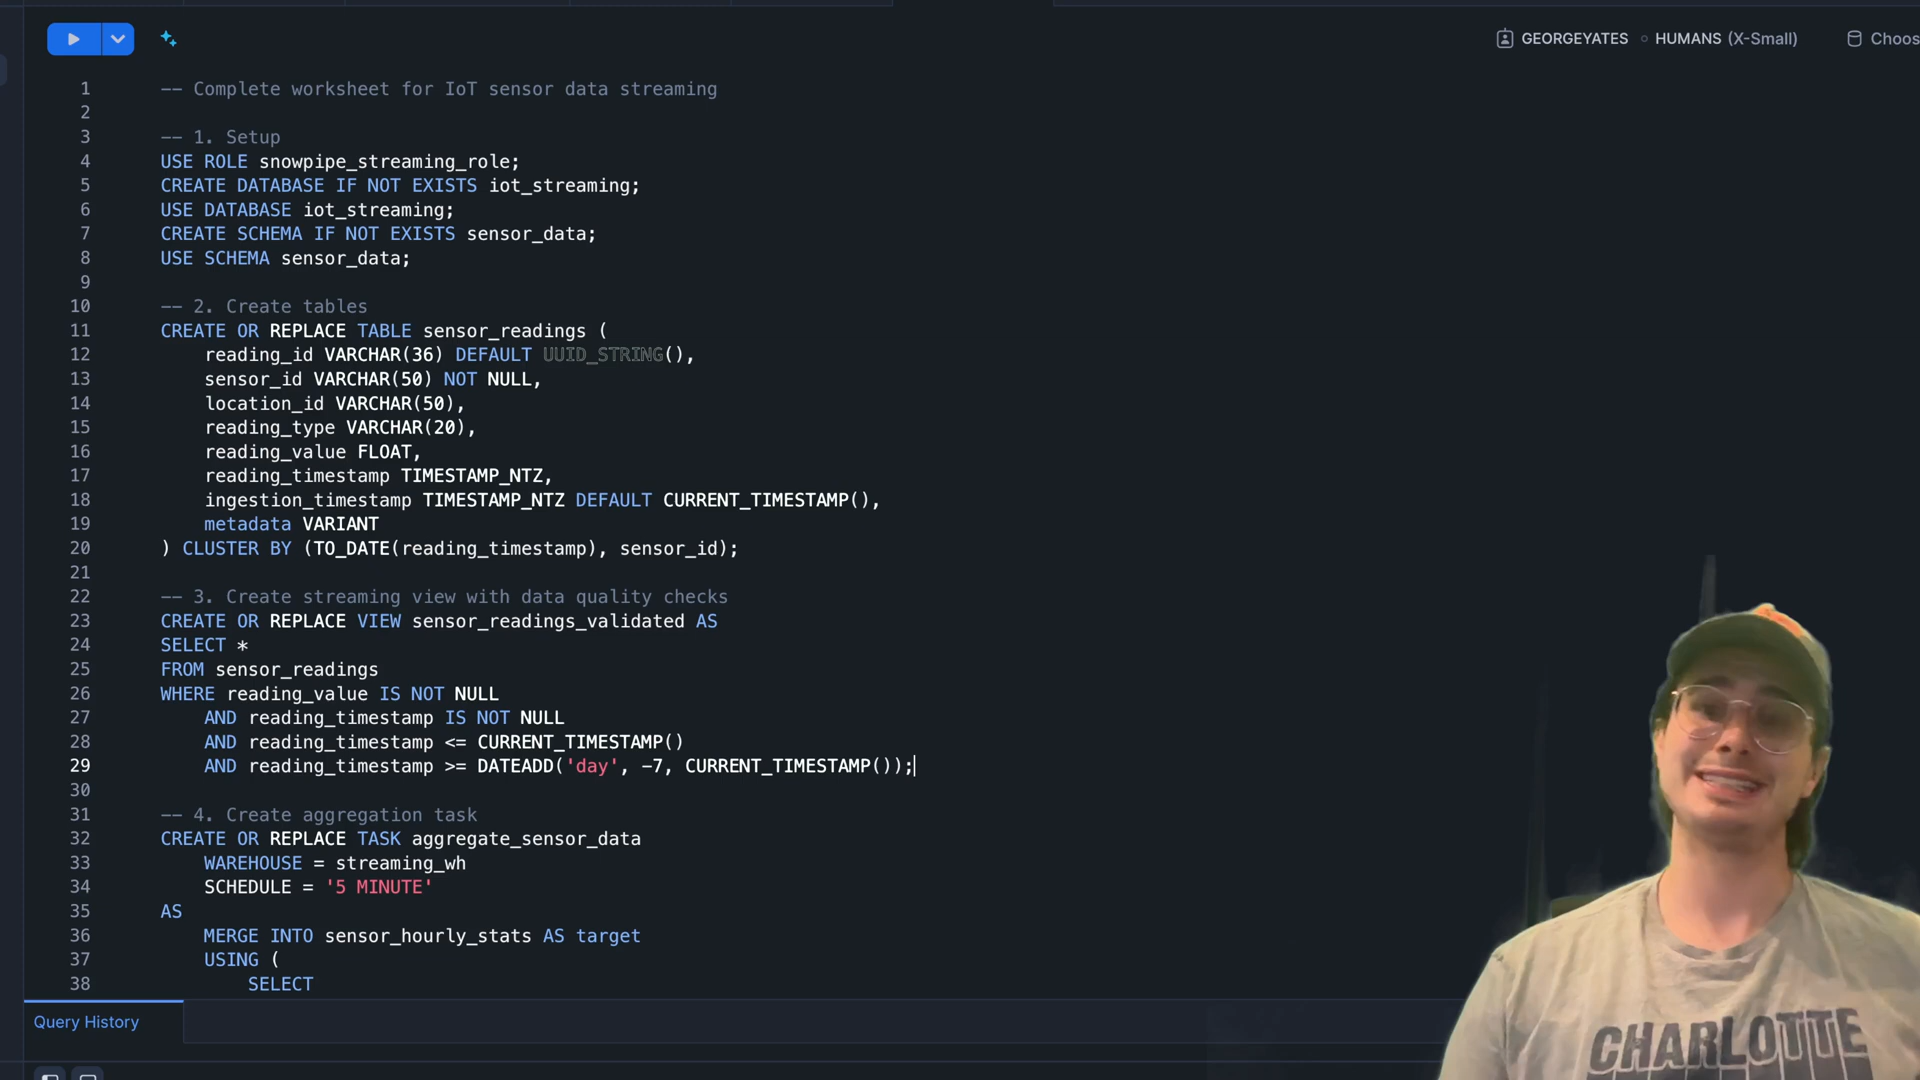 GEORGEYATES HUMANS (X-Small) Choos
1 -- Complete worksheet for IoT sensor data streaming
2
3 -- 1. Setup
4 USE ROLE snowpipe_streaming_role;
5 CREATE DATABASE IF NOT EXISTS iot_streaming;
6 USE DATABASE iot_streaming;
7 CREATE SCHEMA IF NOT EXISTS sensor_data;
8 USE SCHEMA sensor_data;
9
10 -- 2. Create tables
11 CREATE OR REPLACE TABLE sensor_readings (
12 reading_id VARCHAR(36) DEFAULT UUID_STRING(),
13 sensor_id VARCHAR(50) NOT NULL,
14 location_id VARCHAR(50),
15 reading_type VARCHAR(20),
16 reading_value FLOAT,
17 reading_timestamp TIMESTAMP_NTZ,
18 ingestion_timestamp TIMESTAMP_NTZ DEFAULT CURRENT_TIMESTAMP(),
19 metadata VARIANT
20 ) CLUSTER BY (TO_DATE(reading_timestamp), sensor_id);
21
22 -- 3. Create streaming view with data quality checks
23 CREATE OR REPLACE VIEW sensor_readings_validated AS
24 SELECT *
25 FROM sensor_readings
26 WHERE reading_value IS NOT NULL
27 AND reading_timestamp IS NOT NULL
28 AND reading_timestamp <= CURRENT_TIMESTAMP()
29 AND reading_timestamp >= DATEADD('day', -7, CURRENT_TIMESTAMP());
30
31 -- 4. Create aggregation task
32 CREATE OR REPLACE TASK aggregate_sensor_data
33 WAREHOUSE = streaming_wh
34 SCHEDULE = '5 MINUTE'
35 AS
36 MERGE INTO sensor_hourly_stats AS target
37 USING (
38 SELECT
Query History
CHARLOTTE